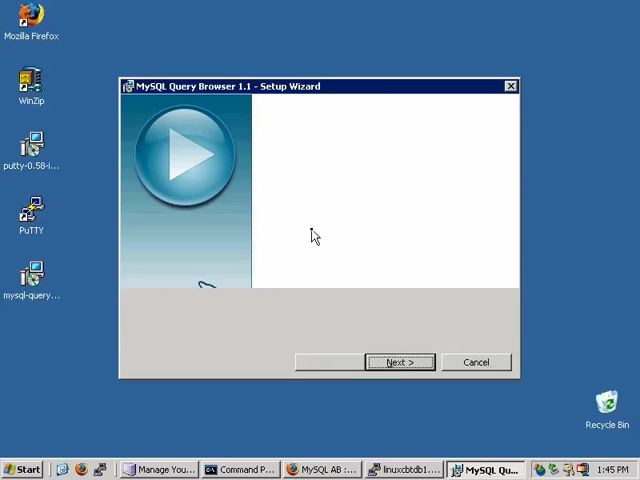 Mozilla Firefox
MySQL Query Browser 1.1 - Setup Wizard
WinZip
putty-0.58-i...
PuTTY
mysql-query...
Next >
Cancel
Recycle Bin
Start
Manage You...
Command P...
MySQL AB :...
linuxcbtdb1...
MySQL Qu...
1:45 PM